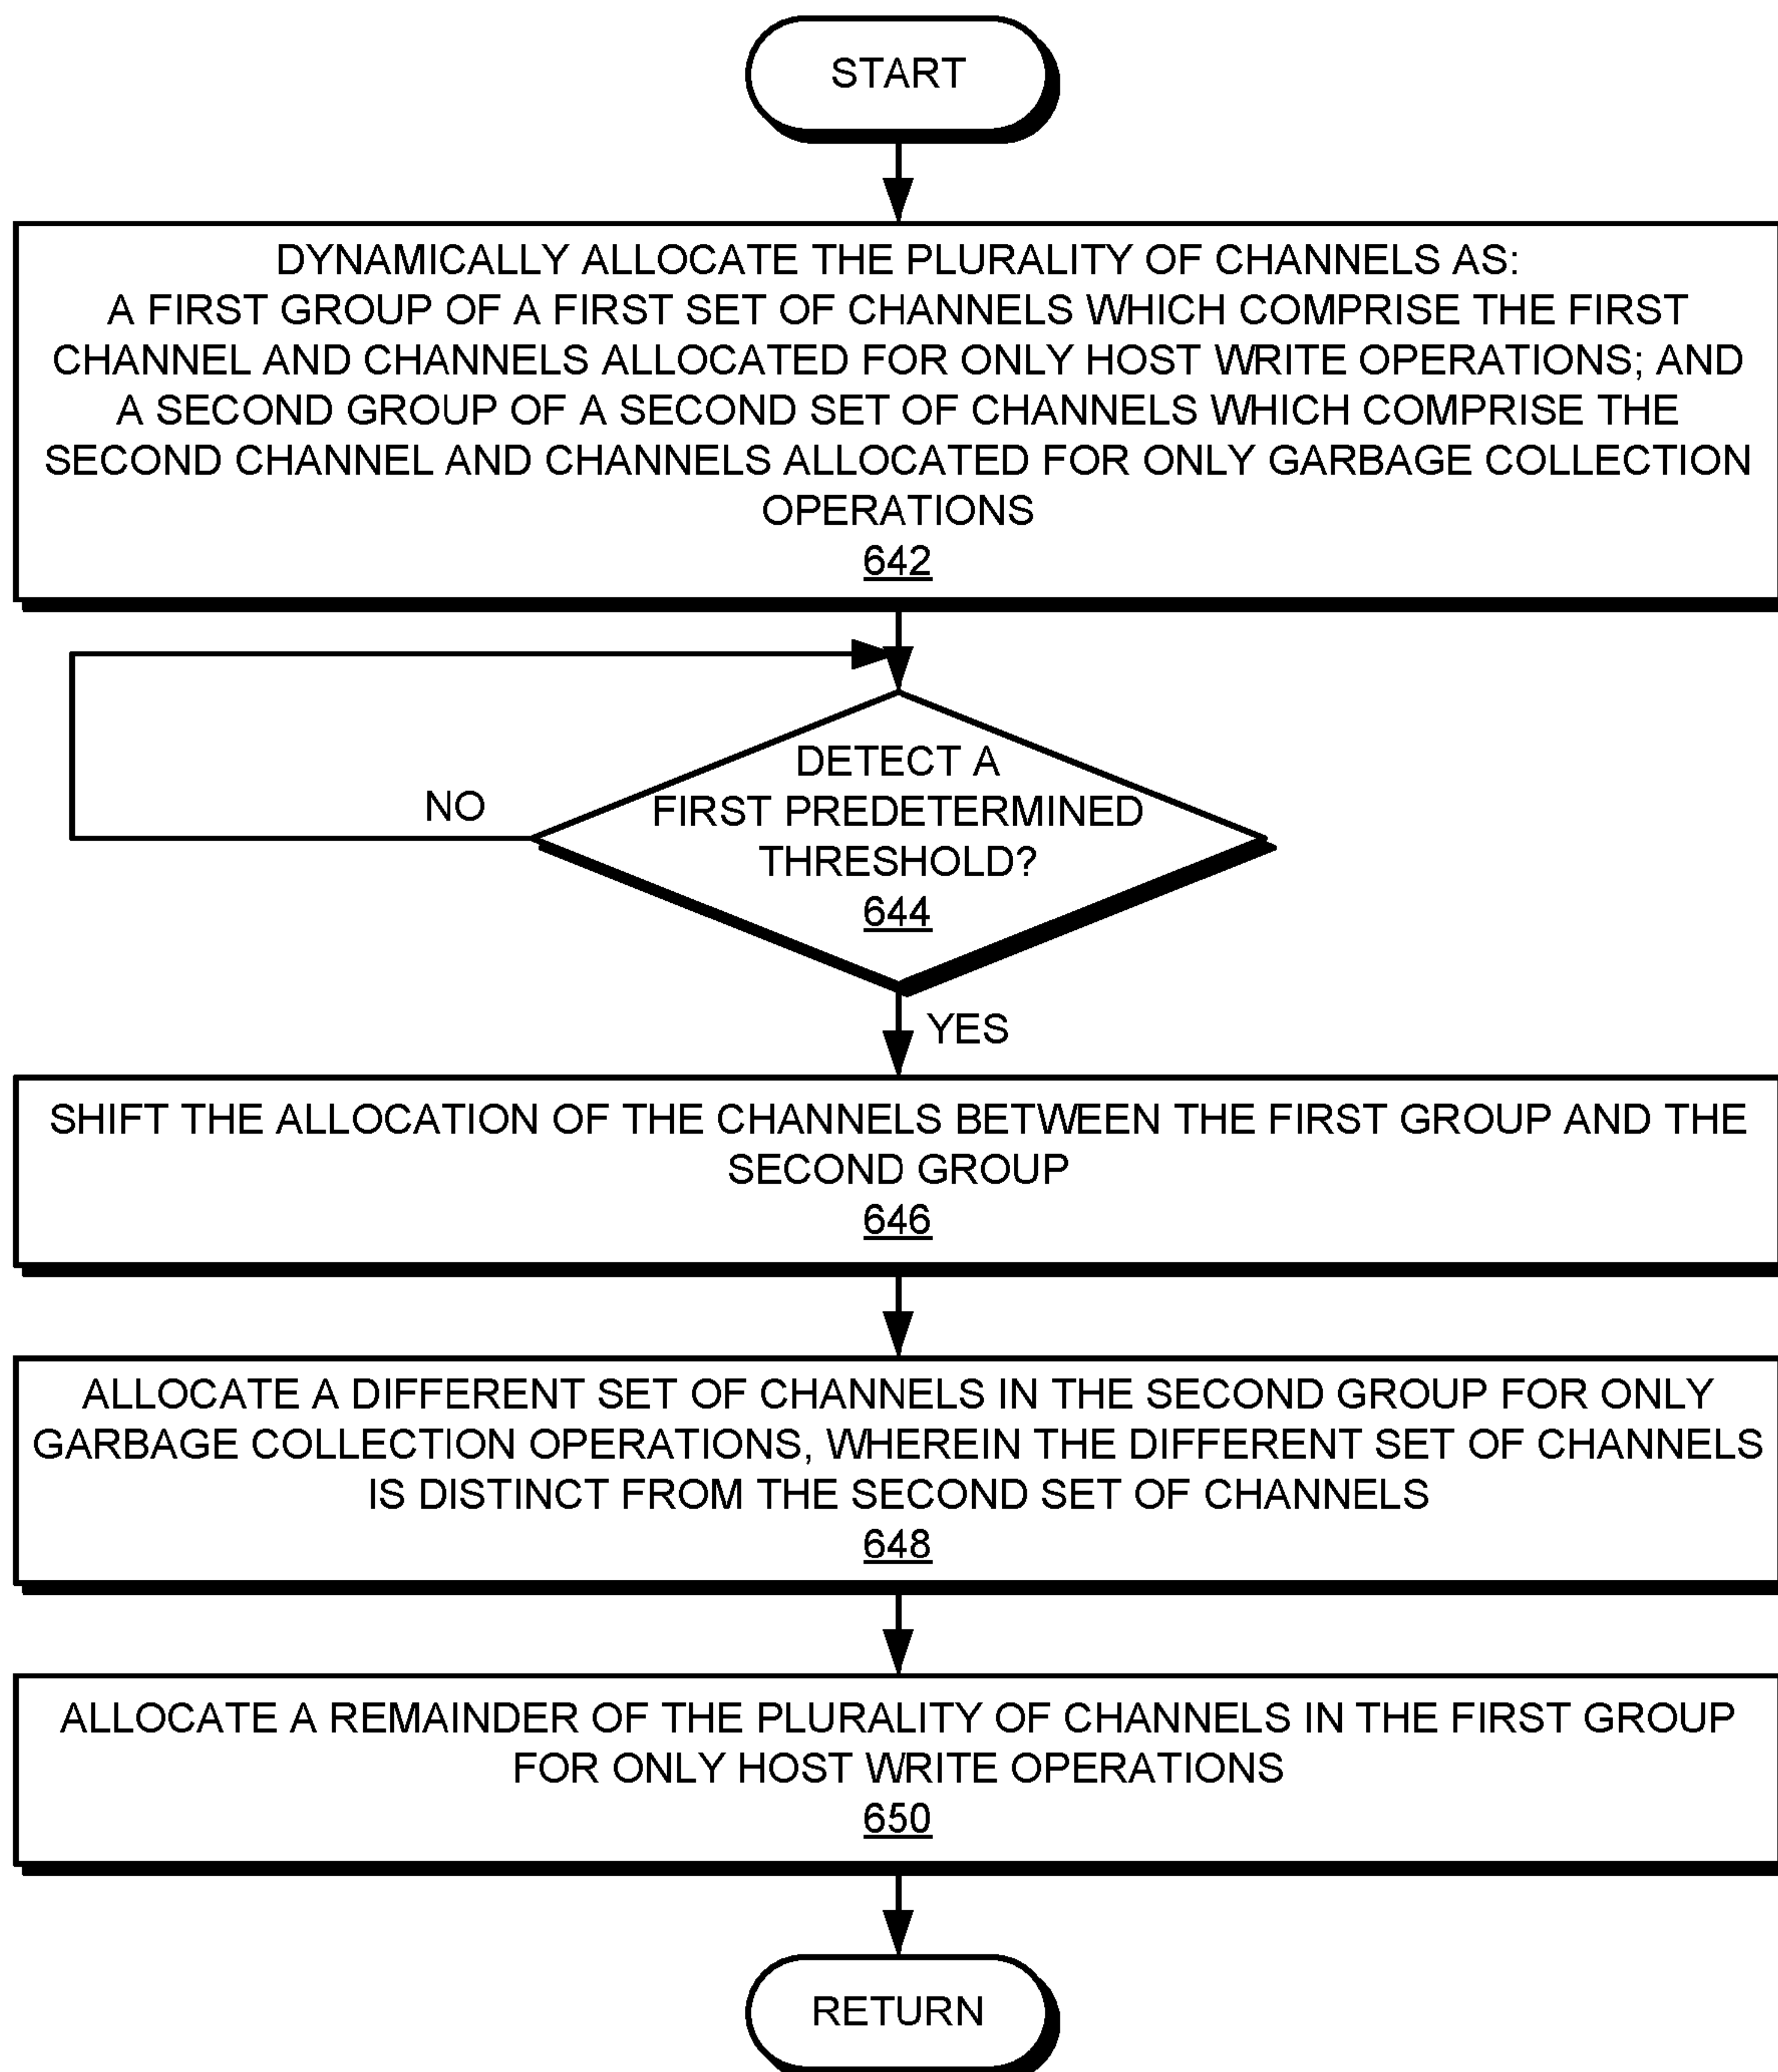 START
DYNAMICALLY ALLOCATE THE PLURALITY OF CHANNELS AS:
A FIRST GROUP OF A FIRST SET OF CHANNELS WHICH COMPRISE THE FIRST
CHANNEL AND CHANNELS ALLOCATED FOR ONLY HOST WRITE OPERATIONS; AND
A SECOND GROUP OF A SECOND SET OF CHANNELS WHICH COMPRISE THE
SECOND CHANNEL AND CHANNELS ALLOCATED FOR ONLY GARBAGE COLLECTION
OPERATIONS
642
DETECT A
NO
FIRST PREDETERMINED
THRESHOLD?
644
YES
SHIFT THE ALLOCATION OF THE CHANNELS BETWEEN THE FIRST GROUP AND THE
SECOND GROUP
646
ALLOCATE A DIFFERENT SET OF CHANNELS IN THE SECOND GROUP FOR ONLY
GARBAGE COLLECTION OPERATIONS, WHEREIN THE DIFFERENT SET OF CHANNELS
IS DISTINCT FROM THE SECOND SET OF CHANNELS
648
ALLOCATE A REMAINDER OF THE PLURALITY OF CHANNELS IN THE FIRST GROUP
FOR ONLY HOST WRITE OPERATIONS
650
RETURN